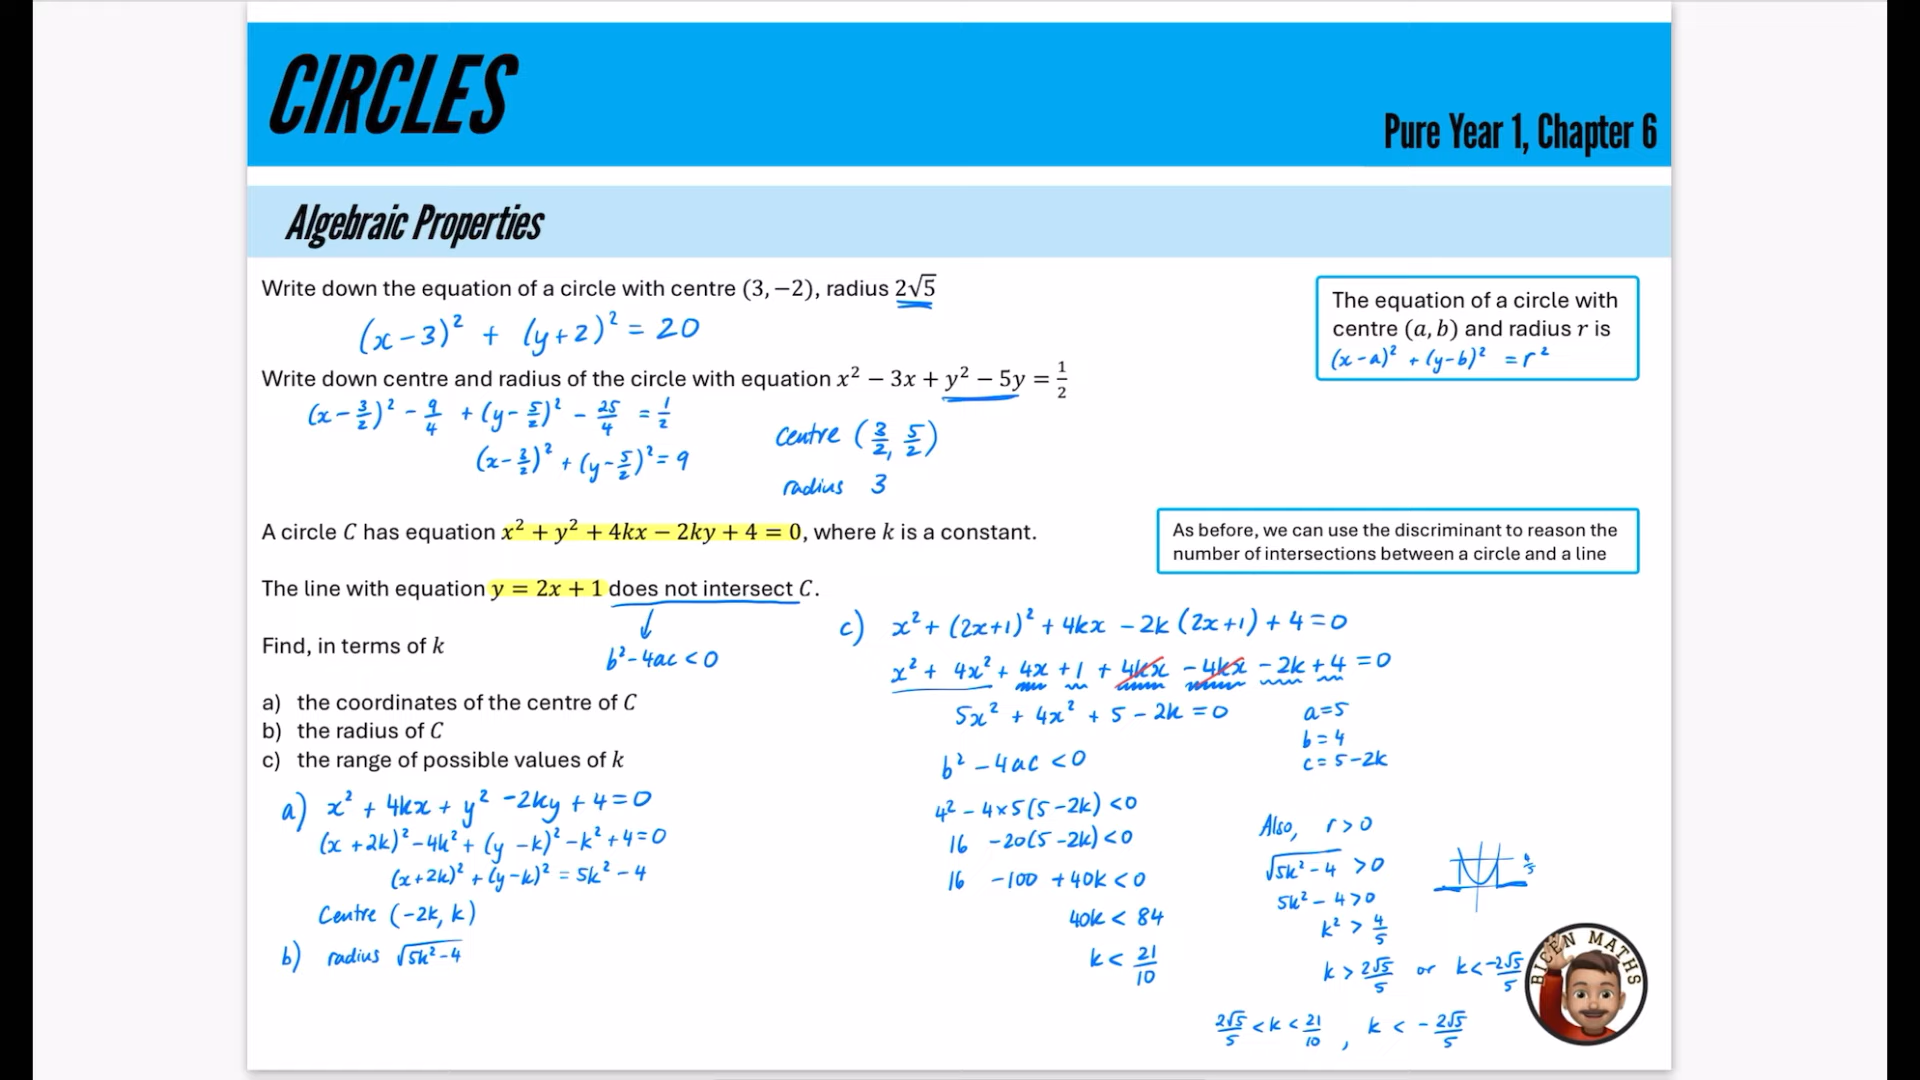 CIRCLES
Pure Year 1, Chapter 6
Algebraic Properties
Write down the equation of a circle with centre (3, −2), radius 2√5
(x − 3)² + (y + 2)² = 20
The equation of a circle with
centre (a, b) and radius r is
(x − a)² + (y − b)² = r²
Write down centre and radius of the circle with equation x² − 3x + y² − 5y = 1/2
(x − 3/2)² − 9/4 + (y − 5/2)² − 25/4 = 1/2
(x − 3/2)² + (y − 5/2)² = 9
Centre (3/2, 5/2)
radius 3
A circle C has equation x² + y² + 4kx − 2ky + 4 = 0, where k is a constant.
As before, we can use the discriminant to reason the
number of intersections between a circle and a line
The line with equation y = 2x + 1 does not intersect C.
↓
b² − 4ac < 0
Find, in terms of k
a) the coordinates of the centre of C
b) the radius of C
c) the range of possible values of k
a) x² + 4kx + y² − 2ky + 4 = 0
(x + 2k)² − 4k² + (y − k)² − k² + 4 = 0
(x + 2k)² + (y − k)² = 5k² − 4
Centre (−2k, k)
b) radius √(5k² − 4)
c) x² + (2x+1)² + 4kx − 2k(2x+1) + 4 = 0
x² + 4x² + 4x + 1 + 4kx − 4kx − 2k + 4 = 0
5x² + 4x² + 5 − 2k = 0
a = 5
b = 4
c = 5 − 2k
b² − 4ac < 0
4² − 4×5(5 − 2k) < 0
16 − 20(5 − 2k) < 0
16 − 100 + 40k < 0
40k < 84
k < 21/10
Also, r > 0
√(5k² − 4) > 0
5k² − 4 > 0
k² > 4/5
k > 2√5/5 or k < −2√5/5
2√5/5 < k < 21/10 , k < −2√5/5
BICEN MATHS